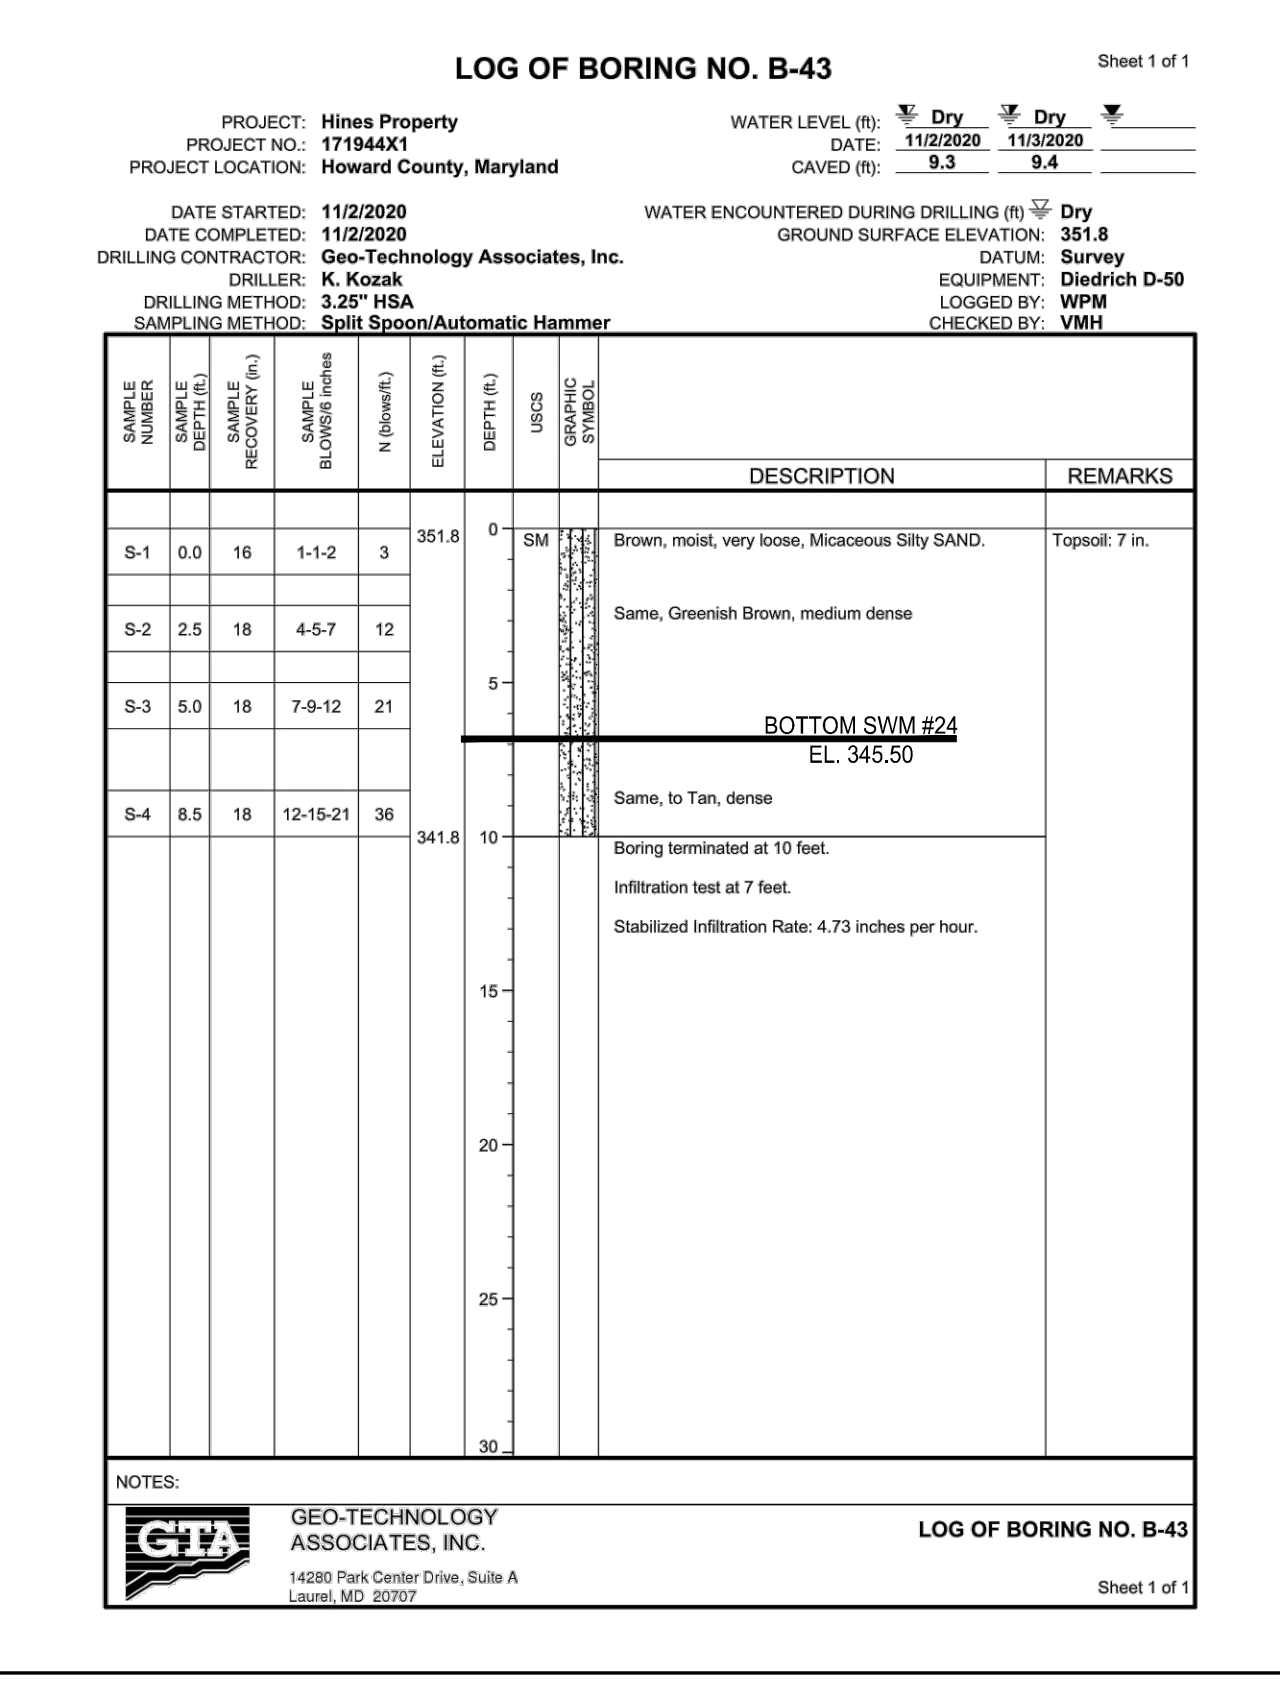 LOG OF BORING NO. B-43
Sheet 1 of 1
PROJECT: Hines Property
PROJECT NO.: 171944X1
PROJECT LOCATION: Howard County, Maryland
WATER LEVEL (ft): Dry Dry
DATE: 11/2/2020 11/3/2020
CAVED (ft): 9.3 9.4
DATE STARTED: 11/2/2020
DATE COMPLETED: 11/2/2020
DRILLING CONTRACTOR: Geo-Technology Associates, Inc.
DRILLER: K. Kozak
DRILLING METHOD: 3.25" HSA
SAMPLING METHOD: Split Spoon/Automatic Hammer
WATER ENCOUNTERED DURING DRILLING (ft) Dry
GROUND SURFACE ELEVATION: 351.8
DATUM: Survey
EQUIPMENT: Diedrich D-50
LOGGED BY: WPM
CHECKED BY: VMH
SAMPLE NUMBER
SAMPLE DEPTH (ft.)
SAMPLE RECOVERY (in.)
SAMPLE BLOWS/6 inches
N (blows/ft.)
ELEVATION (ft.)
DEPTH (ft.)
USCS
GRAPHIC SYMBOL
DESCRIPTION
REMARKS
351.8 0
S-1 0.0 16 1-1-2 3 SM Brown, moist, very loose, Micaceous Silty SAND. Topsoil: 7 in.
S-2 2.5 18 4-5-7 12 Same, Greenish Brown, medium dense
5
S-3 5.0 18 7-9-12 21
BOTTOM SWM #24
EL. 345.50
S-4 8.5 18 12-15-21 36 Same, to Tan, dense
341.8 10
Boring terminated at 10 feet.
Infiltration test at 7 feet.
Stabilized Infiltration Rate: 4.73 inches per hour.
15
20
25
30
NOTES:
GTA
GEO-TECHNOLOGY
ASSOCIATES, INC.
14280 Park Center Drive, Suite A
Laurel, MD 20707
LOG OF BORING NO. B-43
Sheet 1 of 1